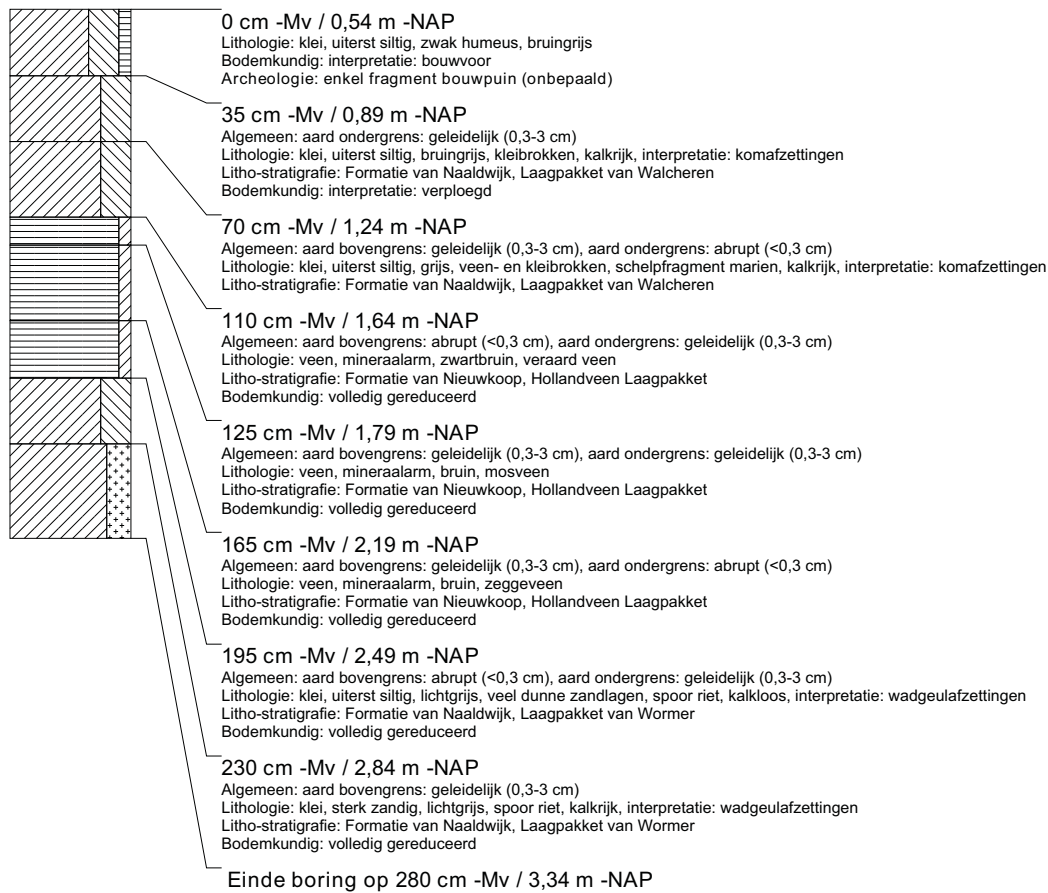 0 cm -Mv / 0,54 m -NAP
Lithologie: klei, uiterst siltig, zwak humeus, bruingrijs
Bodemkundig: interpretatie: bouwvoor
Archeologie: enkel fragment bouwpuin (onbepaald)
35 cm -Mv / 0,89 m -NAP
Algemeen: aard ondergrens: geleidelijk (0,3-3 cm)
Lithologie: klei, uiterst siltig, bruingrijs, kleibrokken, kalkrijk, interpretatie: komafzettingen
Litho-stratigrafie: Formatie van Naaldwijk, Laagpakket van Walcheren
Bodemkundig: interpretatie: verploegd
70 cm -Mv / 1,24 m -NAP
Algemeen: aard bovengrens: geleidelijk (0,3-3 cm), aard ondergrens: abrupt (<0,3 cm)
Lithologie: klei, uiterst siltig, grijs, veen- en kleibrokken, schelpfragment marien, kalkrijk, interpretatie: komafzettingen
Litho-stratigrafie: Formatie van Naaldwijk, Laagpakket van Walcheren
110 cm -Mv / 1,64 m -NAP
Algemeen: aard bovengrens: abrupt (<0,3 cm), aard ondergrens: geleidelijk (0,3-3 cm)
Lithologie: veen, mineraalarm, zwartbruin, veraard veen
Litho-stratigrafie: Formatie van Nieuwkoop, Hollandveen Laagpakket
Bodemkundig: volledig gereduceerd
125 cm -Mv / 1,79 m -NAP
Algemeen: aard bovengrens: geleidelijk (0,3-3 cm), aard ondergrens: geleidelijk (0,3-3 cm)
Lithologie: veen, mineraalarm, bruin, mosveen
Litho-stratigrafie: Formatie van Nieuwkoop, Hollandveen Laagpakket
Bodemkundig: volledig gereduceerd
165 cm -Mv / 2,19 m -NAP
Algemeen: aard bovengrens: geleidelijk (0,3-3 cm), aard ondergrens: abrupt (<0,3 cm)
Lithologie: veen, mineraalarm, bruin, zeggeveen
Litho-stratigrafie: Formatie van Nieuwkoop, Hollandveen Laagpakket
Bodemkundig: volledig gereduceerd
195 cm -Mv / 2,49 m -NAP
Algemeen: aard bovengrens: abrupt (<0,3 cm), aard ondergrens: geleidelijk (0,3-3 cm)
Lithologie: klei, uiterst siltig, lichtgrijs, veel dunne zandlagen, spoor riet, kalkloos, interpretatie: wadgeulafzettingen
Litho-stratigrafie: Formatie van Naaldwijk, Laagpakket van Wormer
Bodemkundig: volledig gereduceerd
230 cm -Mv / 2,84 m -NAP
Algemeen: aard bovengrens: geleidelijk (0,3-3 cm)
Lithologie: klei, sterk zandig, lichtgrijs, spoor riet, kalkrijk, interpretatie: wadgeulafzettingen
Litho-stratigrafie: Formatie van Naaldwijk, Laagpakket van Wormer
Bodemkundig: volledig gereduceerd
Einde boring op 280 cm -Mv / 3,34 m -NAP